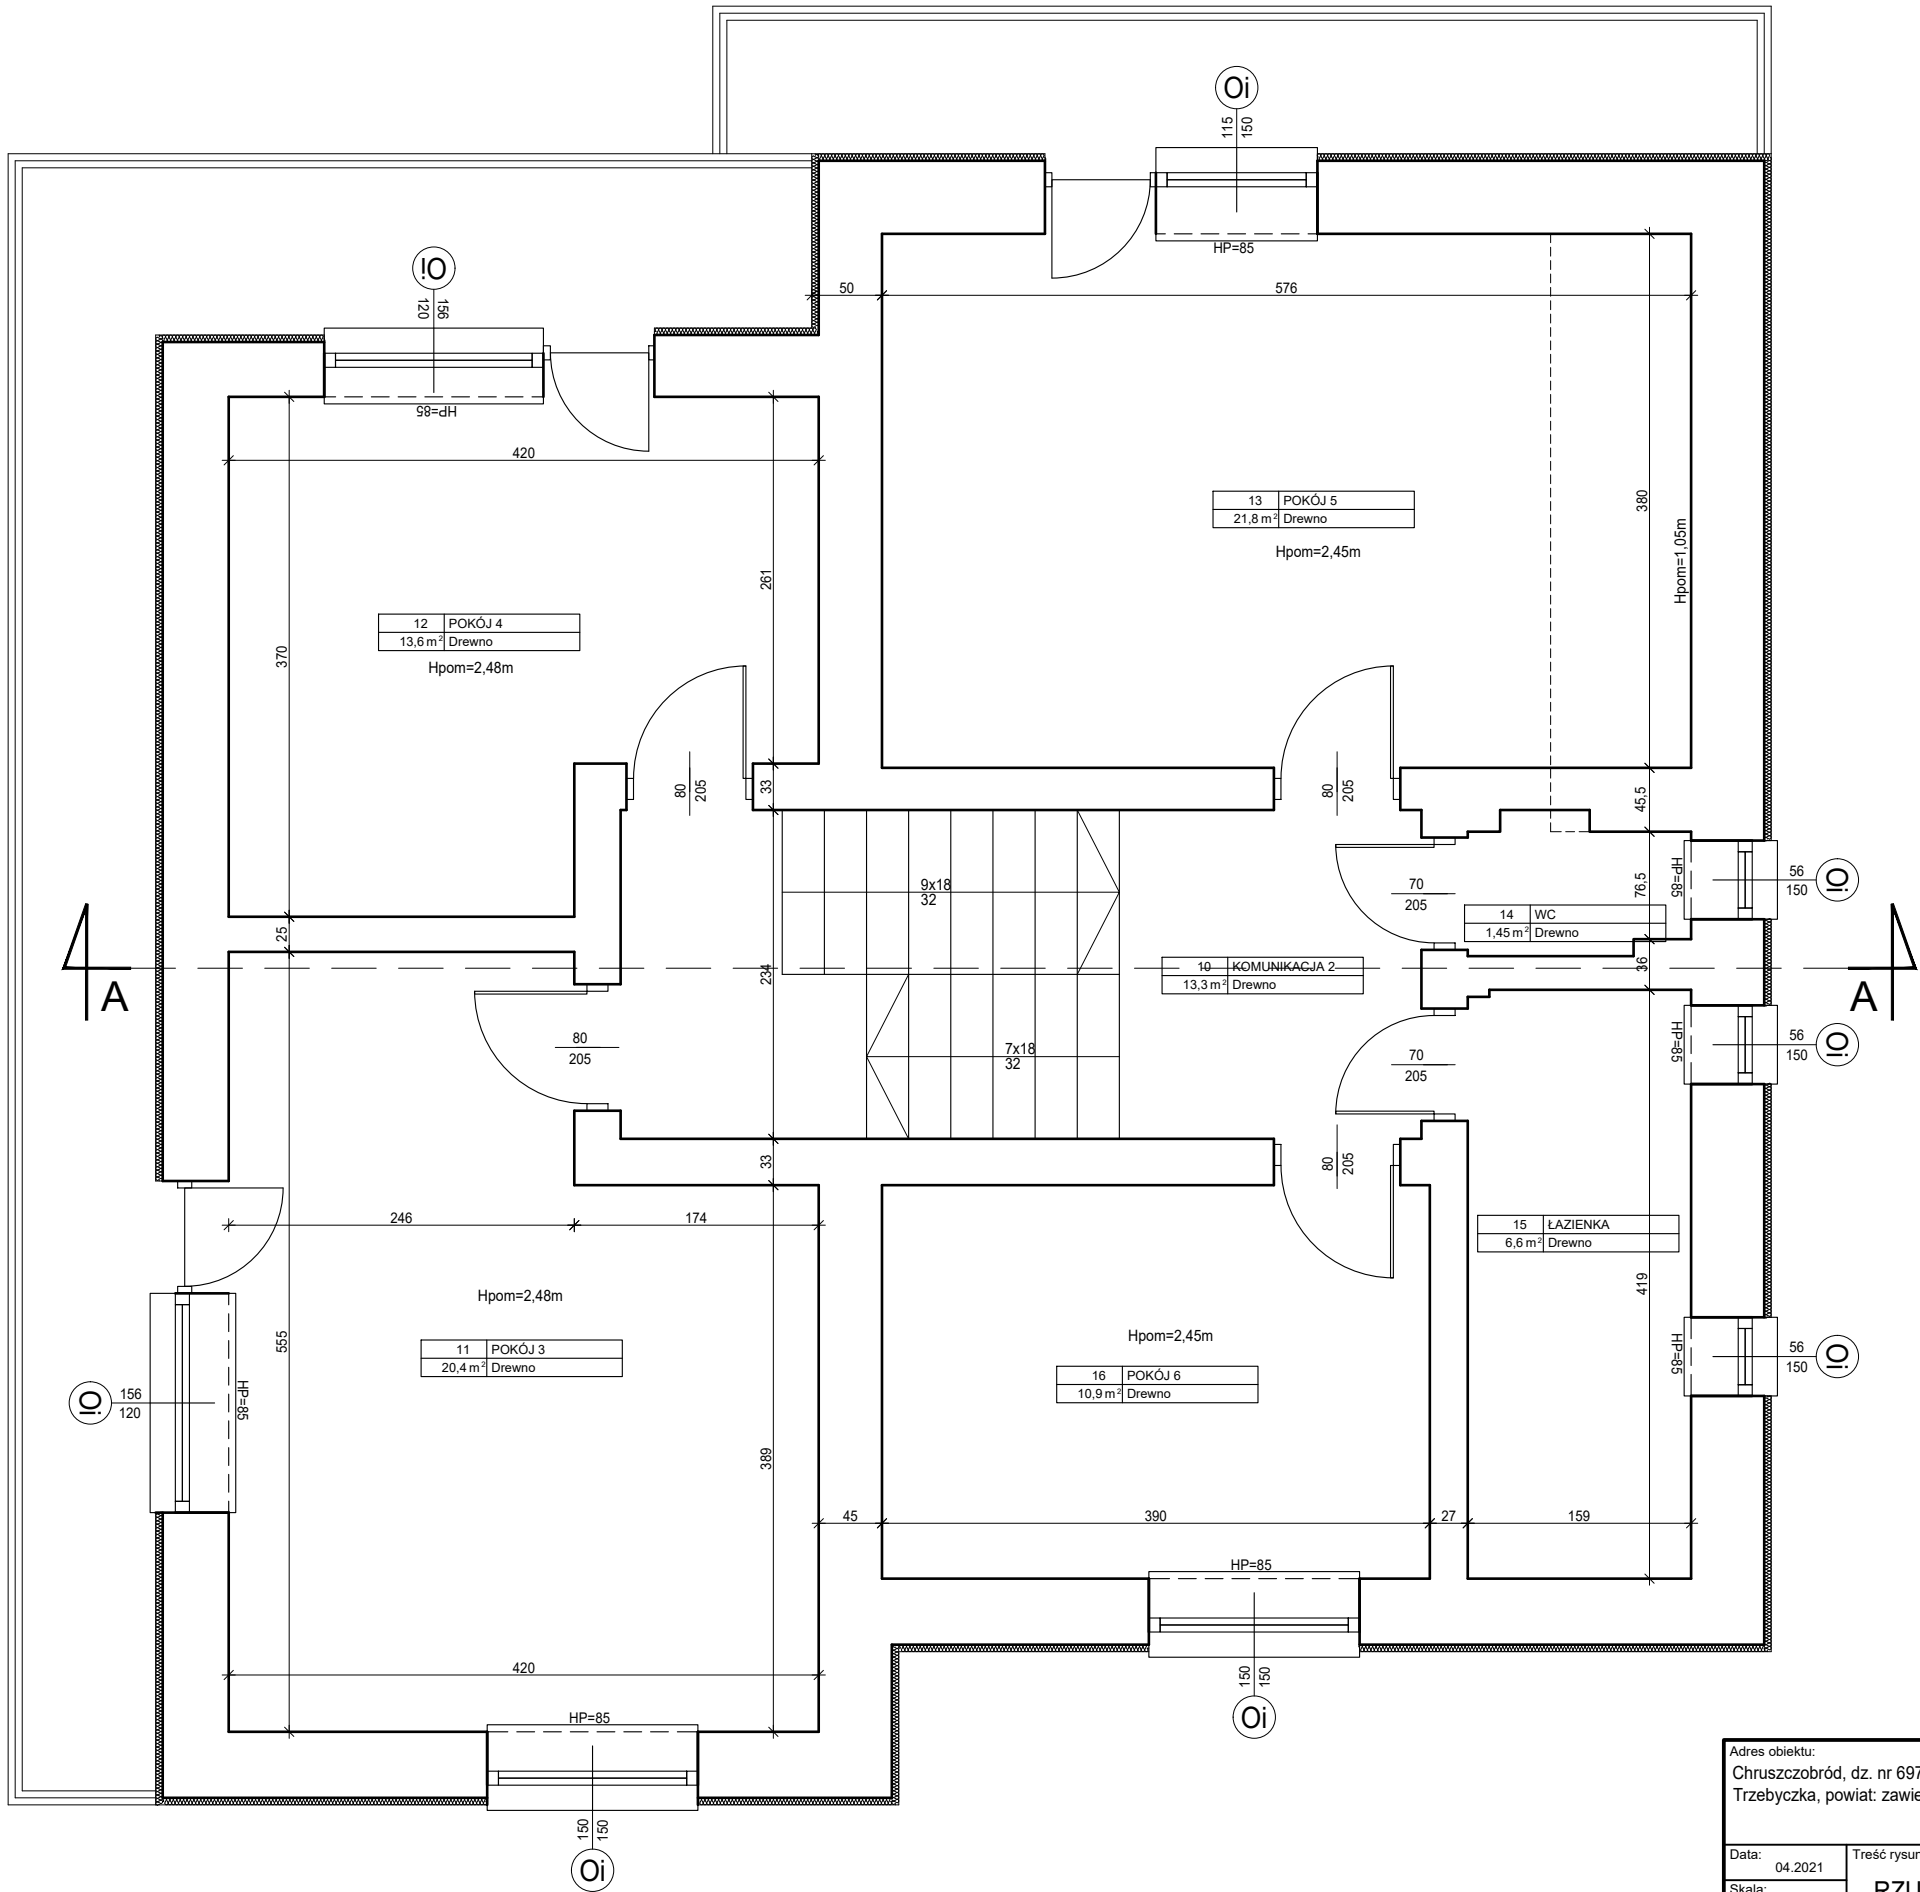 Oi
115
150
HP=85
Oi
156
120
HP=85
50
576
420
13 POKÓJ 5
21,8 m² Drewno
Hpom=2,45m
380
Hpom=1,05m
261
12 POKÓJ 4
13,6 m² Drewno
Hpom=2,48m
370
80
205
33
80
205
45,5
9x18
32
70
205
76,5
HP=85
56
150
Oi
14 WC
1,45 m² Drewno
25
A
234
10 KOMUNIKACJA 2
13,3 m² Drewno
36
A
80
205
7x18
32
70
205
HP=85
56
150
Oi
33
80
205
246
174
15 ŁAZIENKA
6,6 m² Drewno
419
Hpom=2,48m
555
11 POKÓJ 3
20,4 m² Drewno
Hpom=2,45m
16 POKÓJ 6
10,9 m² Drewno
HP=85
56
150
Oi
Oi
156
120
HP=85
389
45
390
27
159
HP=85
150
150
Oi
420
HP=85
150
150
Oi
Adres obiektu:
Chruszczobród, dz. nr 697
Trzebyczka, powiat: zawie
Data:
04.2021
Treść rysun
Skala:
RZU